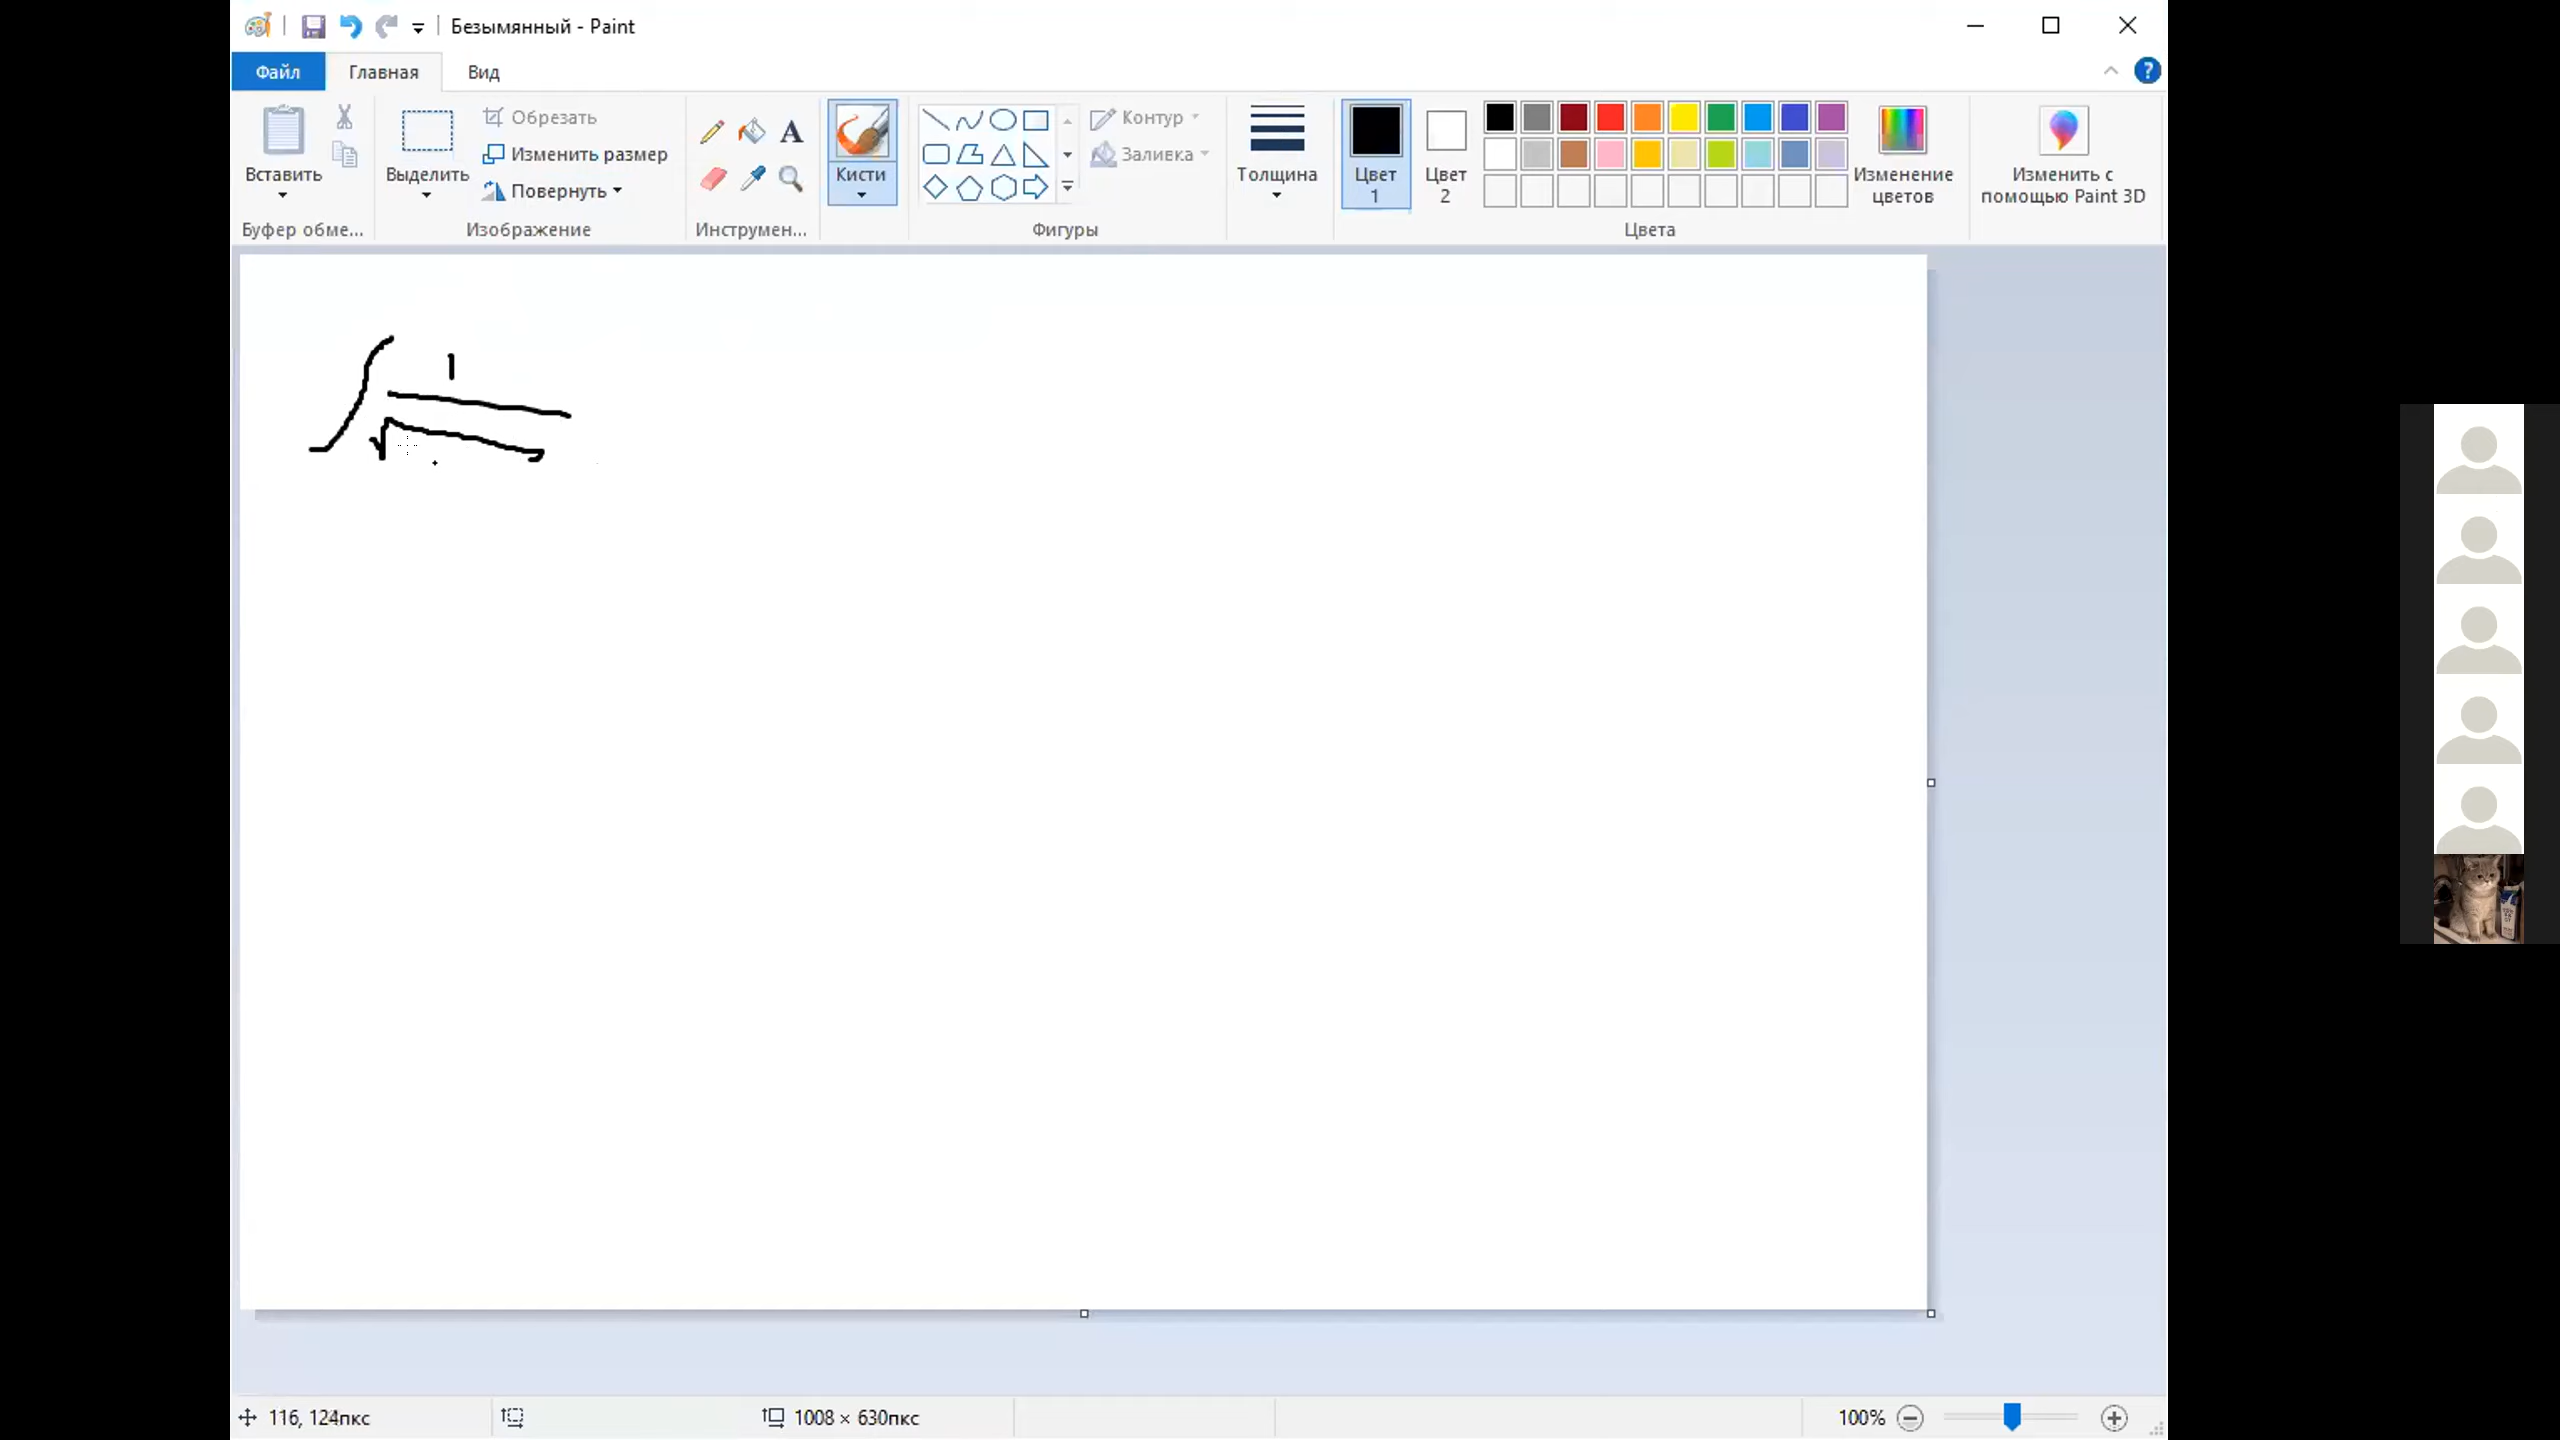 Безымянный - Paint
Файл Главная Вид
Вставить
Выделить
Обрезать
Изменить размер
Повернуть
A
Кисти
Контур
Заливка
Толщина
Цвет 1
Цвет 2
Изменение цветов
Изменить с помощью Paint 3D
Буфер обме... Изображение Инструмен... Фигуры Цвета
∫ 1
√
116, 124пкс 1008 × 630пкс 100%